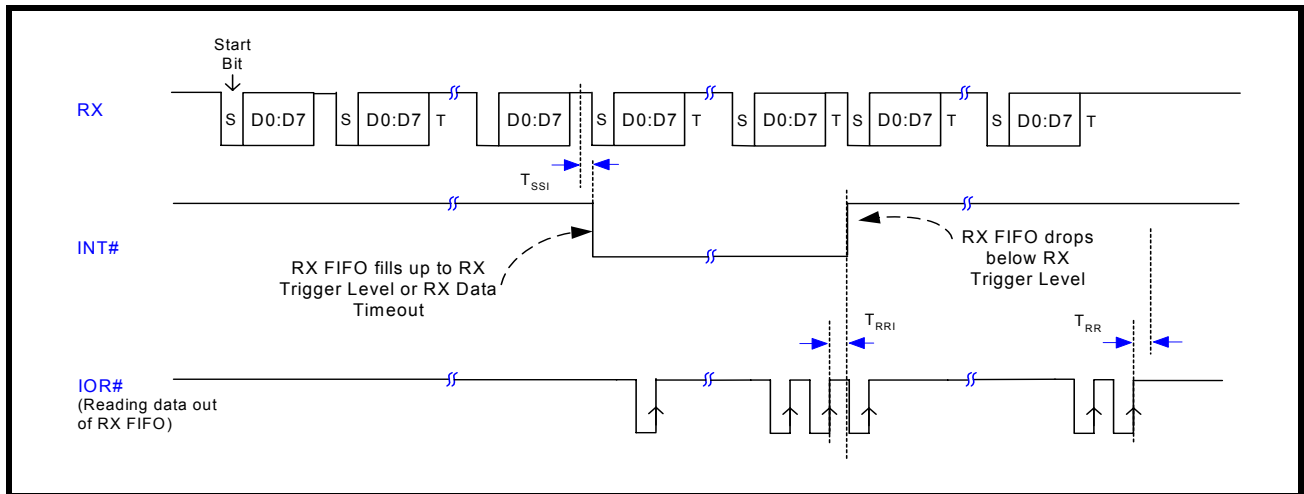 Start
Bit
RX
S D0:D7 S D0:D7 T D0:D7 S D0:D7 T S D0:D7 T S D0:D7 T S D0:D7 T
TSSI
INT#
RX FIFO fills up to RX
Trigger Level or RX Data
Timeout
RX FIFO drops
below RX
Trigger Level
TRRI
TRR
IOR#
(Reading data out
of RX FIFO)